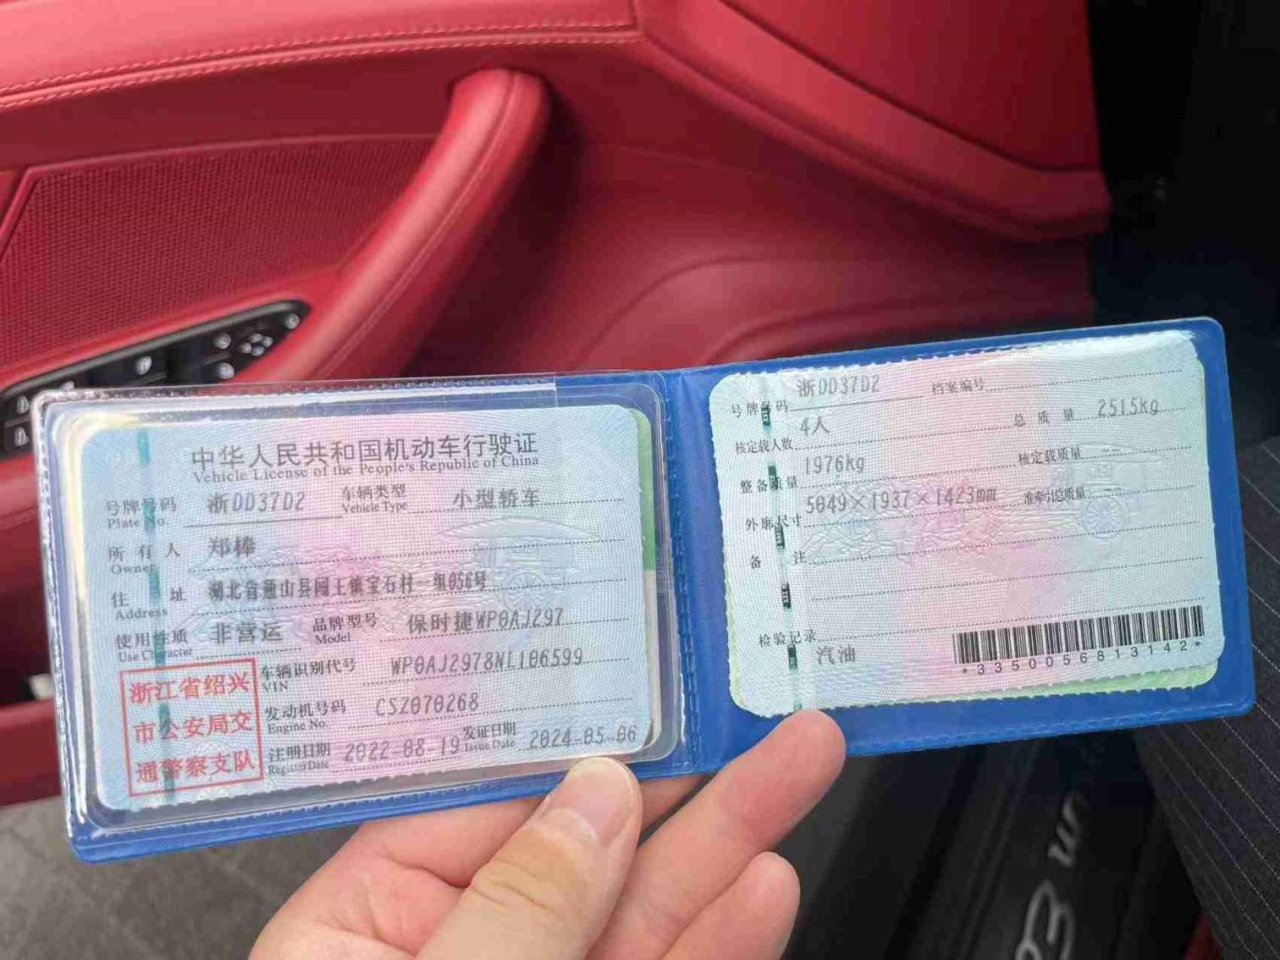 中华人民共和国机动车行驶证
Vehicle License of the People's Republic of China
号牌号码 浙DD37D2 车辆类型 小型轿车
Plate No. Vehicle Type
所有人 郑棒
Owner
住址 湖北省通山县闯王镇宝石村一组056号
Address
使用性质 非营运 品牌型号 保时捷WP0AJ297
Use Character Model
车辆识别代号 WP0AJ2978NL106599
VIN
发动机号码 CSZ070268
Engine No.
注册日期 2022-08-19 发证日期 2024-05-06
Register Date Issue Date
浙江省绍兴
市公安局交
通警察支队
号牌号码 浙DD37D2 档案编号
核定载人数 4人 总质量 2515kg
整备质量 1976kg 核定载质量 --
外廓尺寸 5049×1937×1423mm 准牵引总质量
备注
检验记录
汽油
*3350056813142*